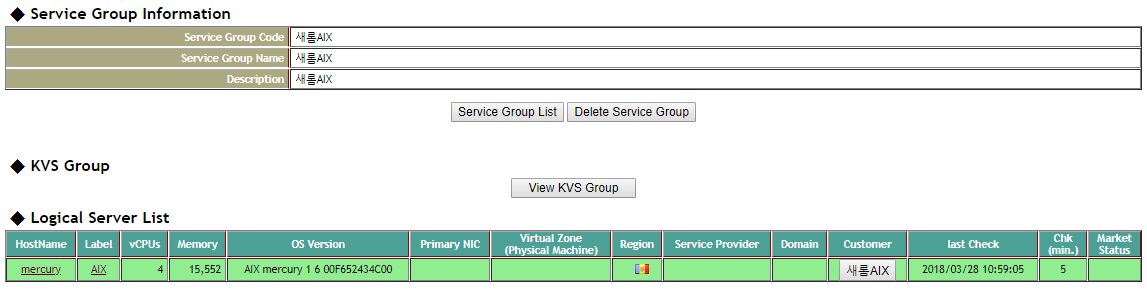 Service Group Information
Service Group Code 새롬AIX
Service Group Name 새롬AIX
Description 새롬AIX
Service Group List Delete Service Group
KVS Group
View KVS Group
Logical Server List
HostName Label vCPUs Memory OS Version Primary NIC Virtual Zone (Physical Machine) Region Service Provider Domain Customer last Check Chk (min.) Market Status
mercury AIX 4 15,552 AIX mercury 1 6 00F652434C00 새롬AIX 2018/03/28 10:59:05 5